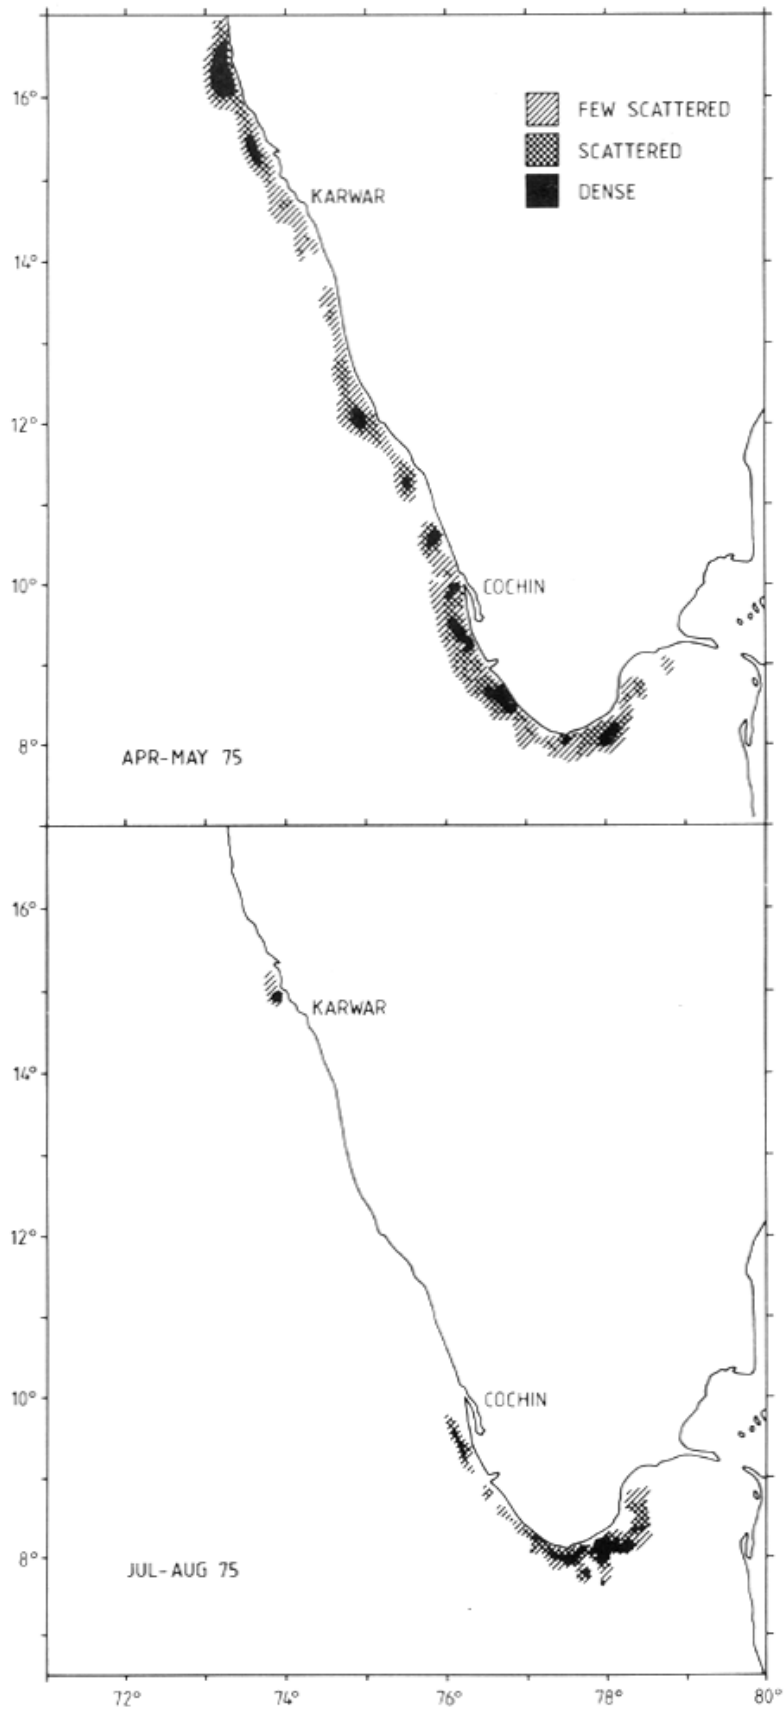 FEW SCATTERED
SCATTERED
DENSE
16°
KARWAR
14°
12°
10°
COCHIN
8°
APR-MAY 75
16°
KARWAR
14°
12°
10°
COCHIN
8°
JUL-AUG 75
72°
74°
76°
78°
80°